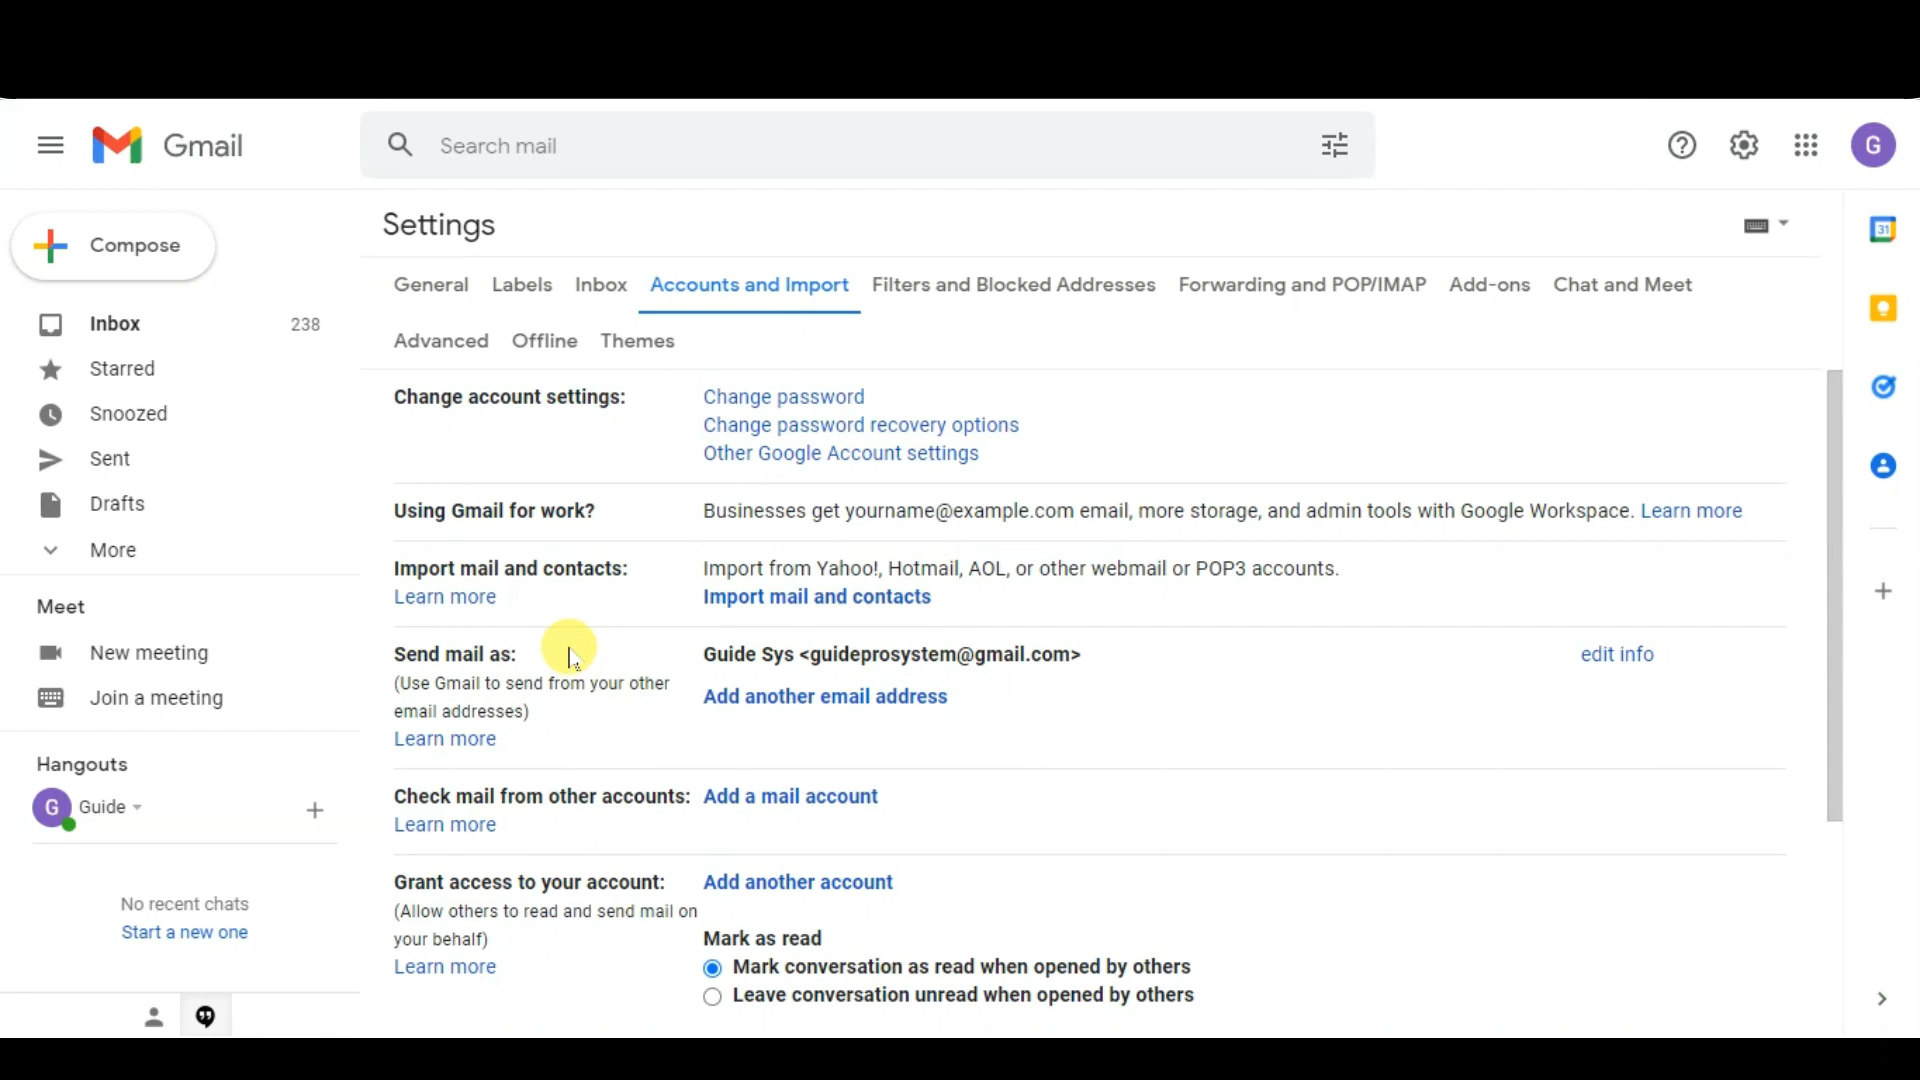 Gmail
Search mail
G
Compose
Settings
31
General Labels Inbox Accounts and Import Filters and Blocked Addresses Forwarding and POP/IMAP Add-ons Chat and Meet
Advanced Offline Themes
Inbox 238
Starred
Snoozed
Sent
Drafts
More
Meet
New meeting
Join a meeting
Hangouts
G Guide
No recent chats
Start a new one
Change account settings: Change password
Change password recovery options
Other Google Account settings
Using Gmail for work? Businesses get yourname@example.com email, more storage, and admin tools with Google Workspace. Learn more
Import mail and contacts: Import from Yahoo!, Hotmail, AOL, or other webmail or POP3 accounts.
Learn more Import mail and contacts
Send mail as: Guide Sys <guideprosystem@gmail.com> edit info
(Use Gmail to send from your other
email addresses)
Add another email address
Learn more
Check mail from other accounts: Add a mail account
Learn more
Grant access to your account: Add another account
(Allow others to read and send mail on
your behalf)
Learn more
Mark as read
Mark conversation as read when opened by others
Leave conversation unread when opened by others